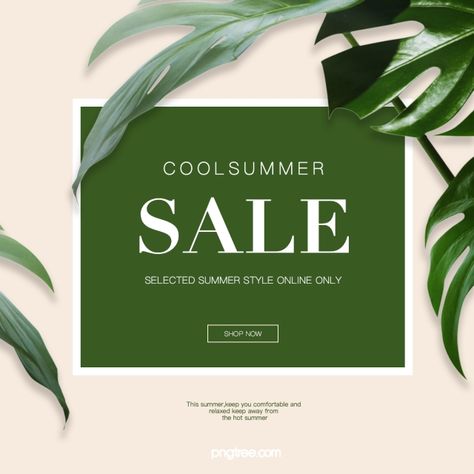 COOLSUMMER
SALE
SELECTED SUMMER STYLE ONLINE ONLY
SHOP NOW
This summer,keep you comfortable and
relaxed keep away from
the hot summer
pngtree.com